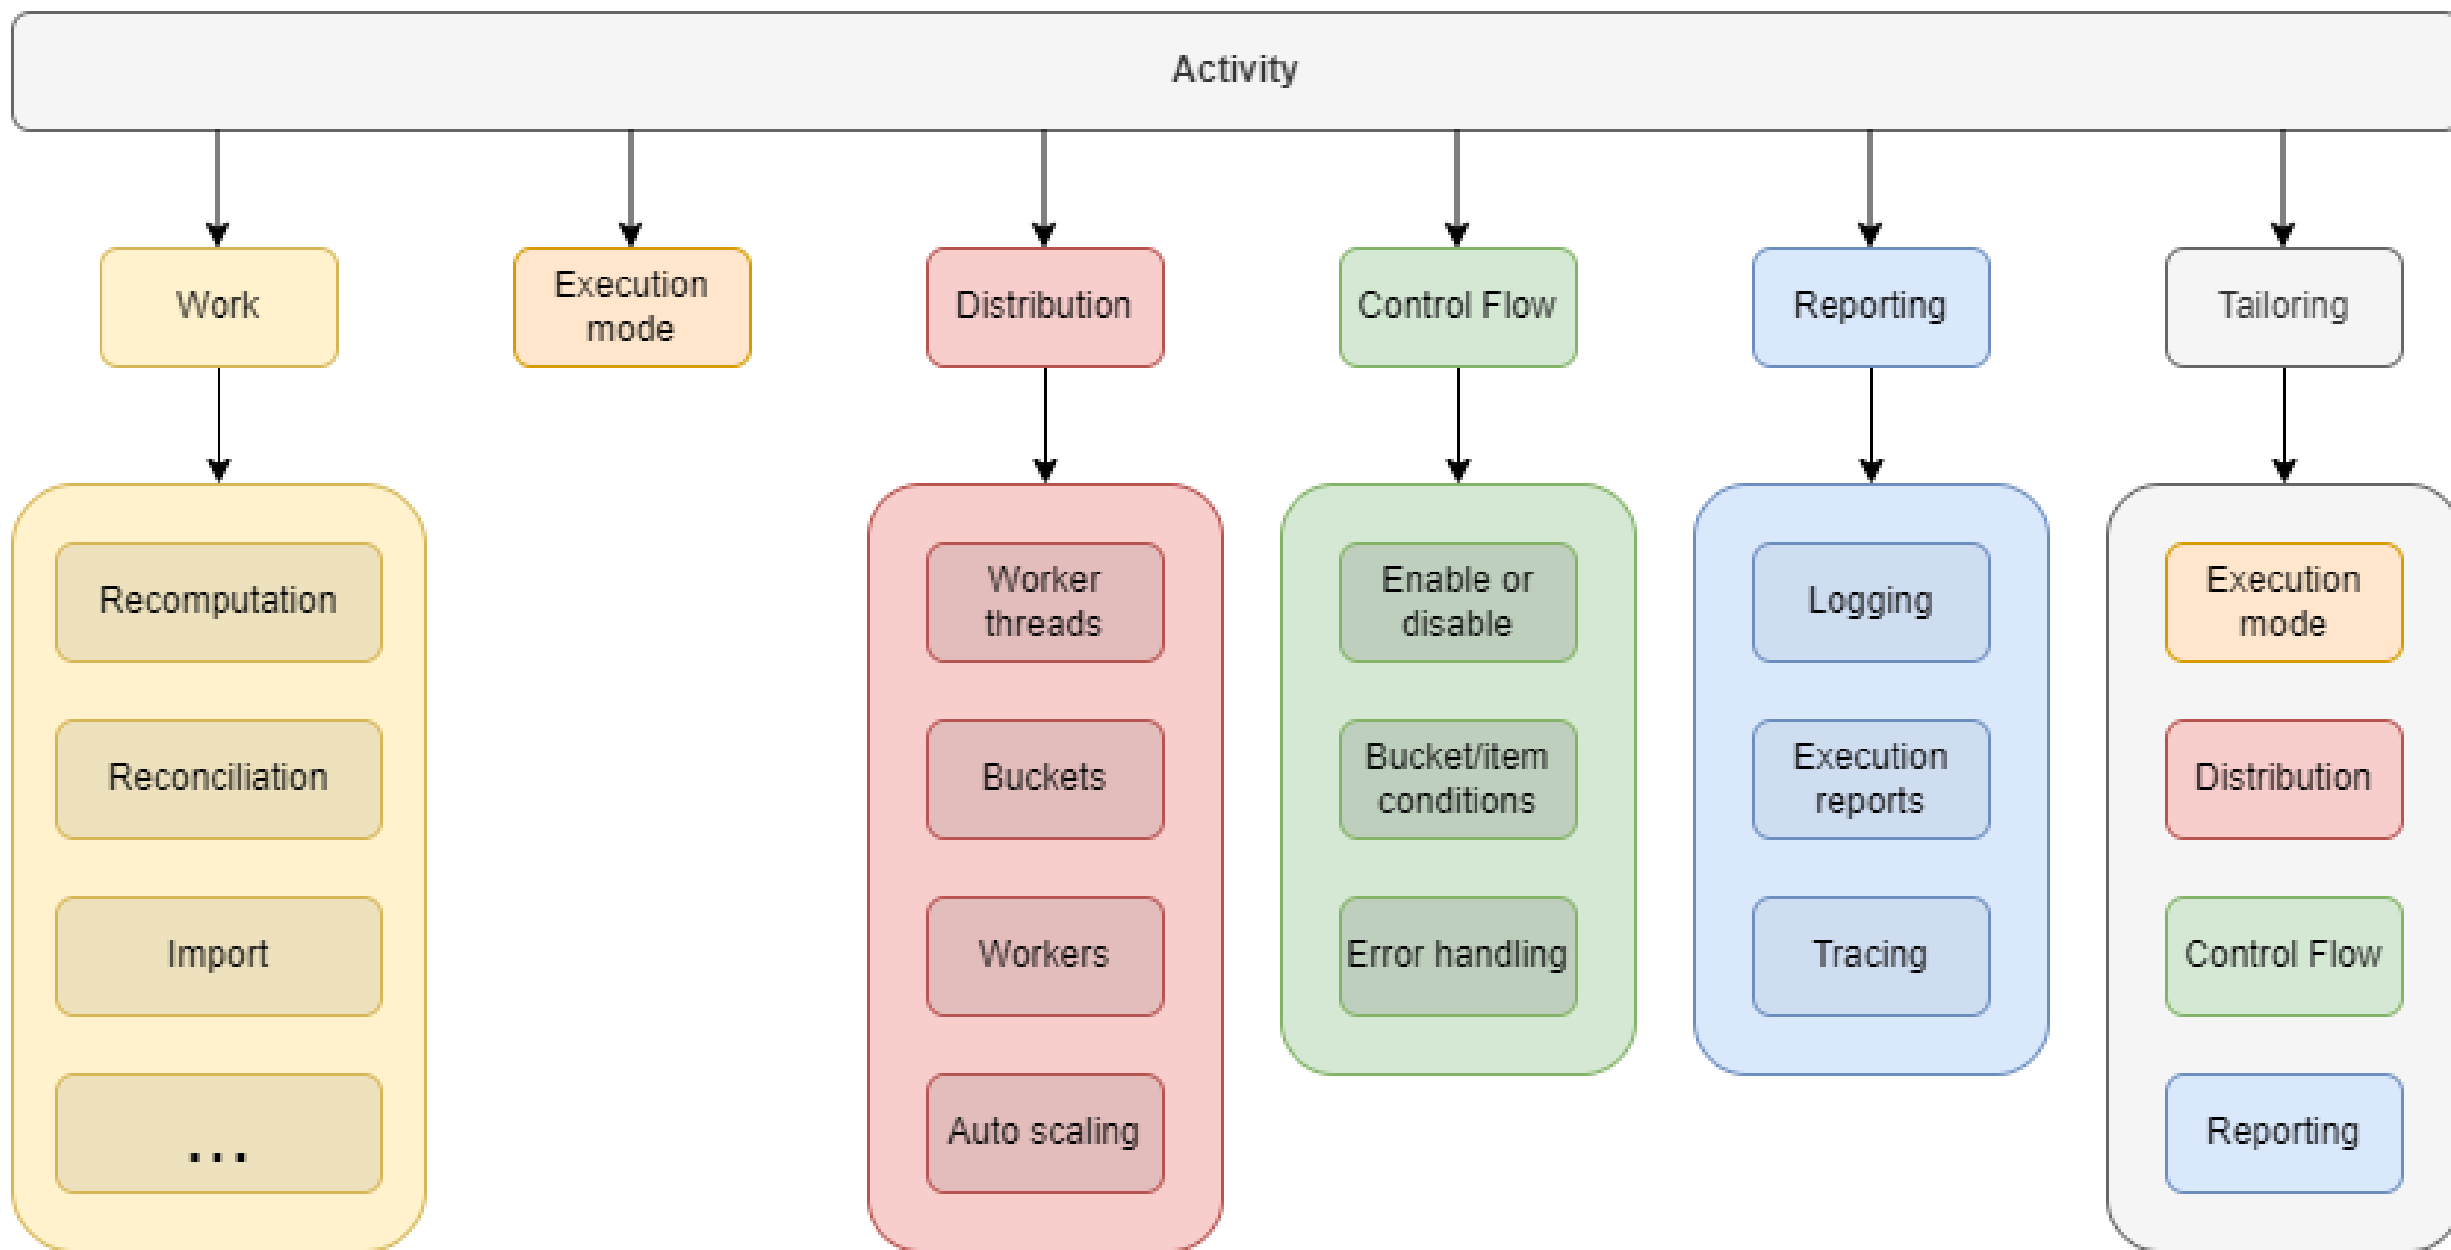 Activity
Work
Execution
mode
Distribution
Control Flow
Reporting
Tailoring
Recomputation
Reconciliation
Import
...
Worker
threads
Buckets
Workers
Auto scaling
Enable or
disable
Bucket/item
conditions
Error handling
Logging
Execution
reports
Tracing
Execution
mode
Distribution
Control Flow
Reporting